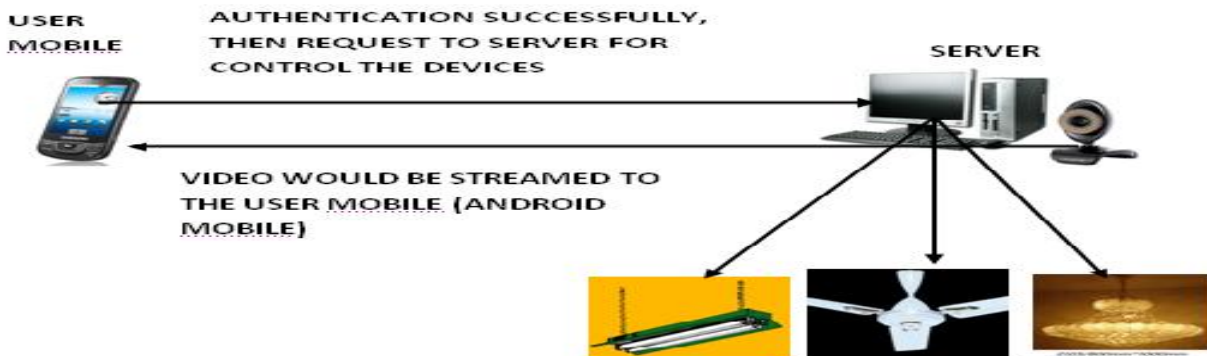 USER
MOBILE
AUTHENTICATION SUCCESSFULLY,
THEN REQUEST TO SERVER FOR
CONTROL THE DEVICES
SERVER
VIDEO WOULD BE STREAMED TO
THE USER MOBILE (ANDROID
MOBILE)